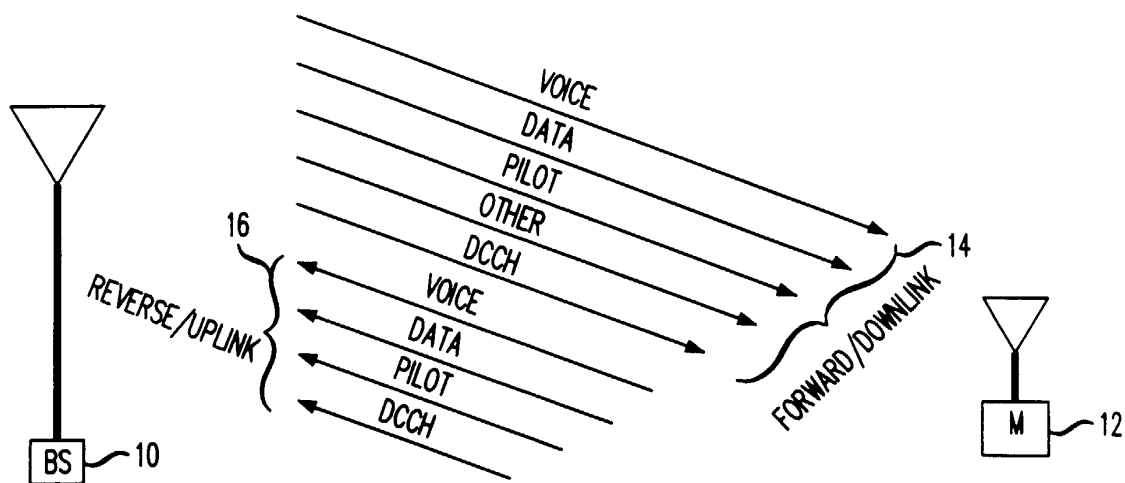 VOICE
DATA
PILOT
OTHER
DCCH
14
FORWARD/DOWNLINK
16
REVERSE/UPLINK
VOICE
DATA
PILOT
DCCH
BS
10
M
12